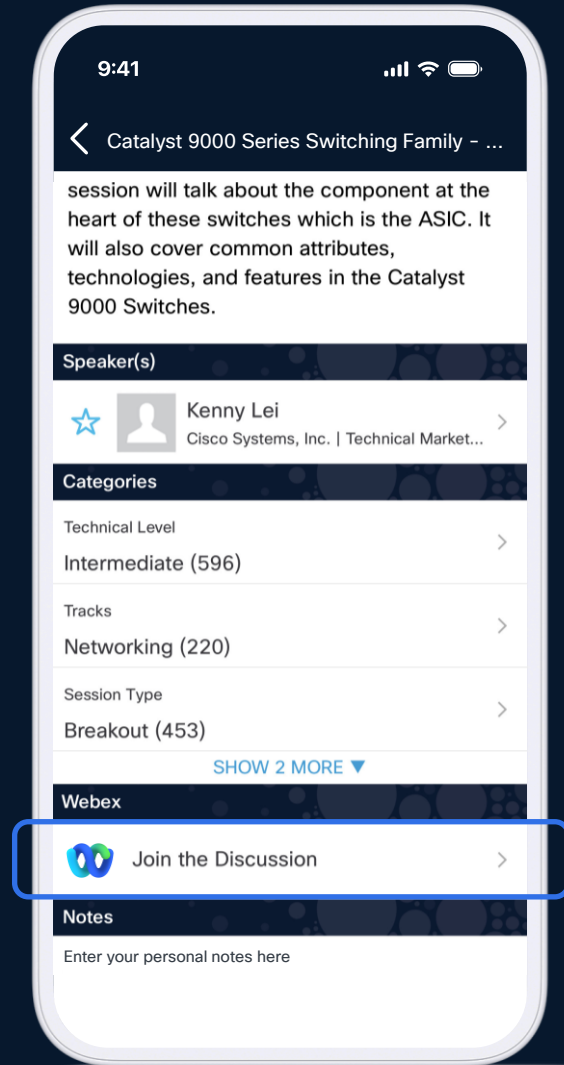 9:41
Catalyst 9000 Series Switching Family - ...
session will talk about the component at the
heart of these switches which is the ASIC. It
will also cover common attributes,
technologies, and features in the Catalyst
9000 Switches.
Speaker(s)
Kenny Lei
Cisco Systems, Inc. | Technical Market...
Categories
Technical Level
Intermediate (596)
Tracks
Networking (220)
Session Type
Breakout (453)
SHOW 2 MORE ▼
Webex
Join the Discussion
Notes
Enter your personal notes here